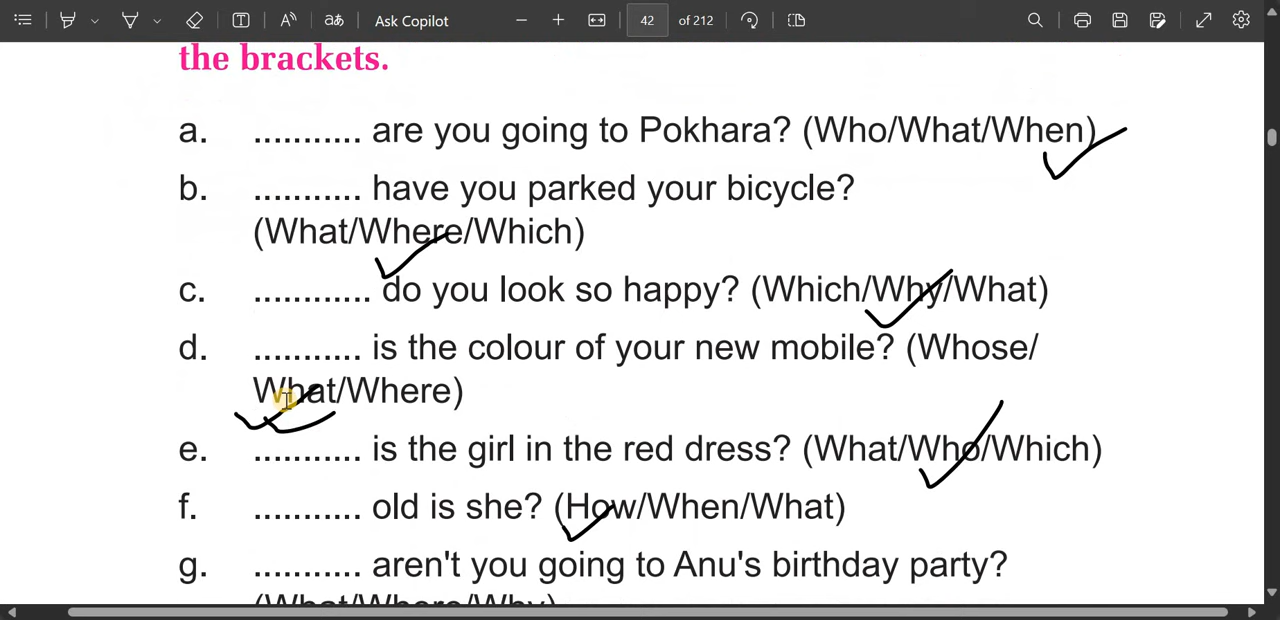 Ask Copilot 42 of 212
the brackets.
a. ........... are you going to Pokhara? (Who/What/When)
b. ........... have you parked your bicycle?
(What/Where/Which)
c. ............ do you look so happy? (Which/Why/What)
d. ........... is the colour of your new mobile? (Whose/
What/Where)
e. ........... is the girl in the red dress? (What/Who/Which)
f. ........... old is she? (How/When/What)
g. ........... aren't you going to Anu's birthday party?
(What/Where/Why)